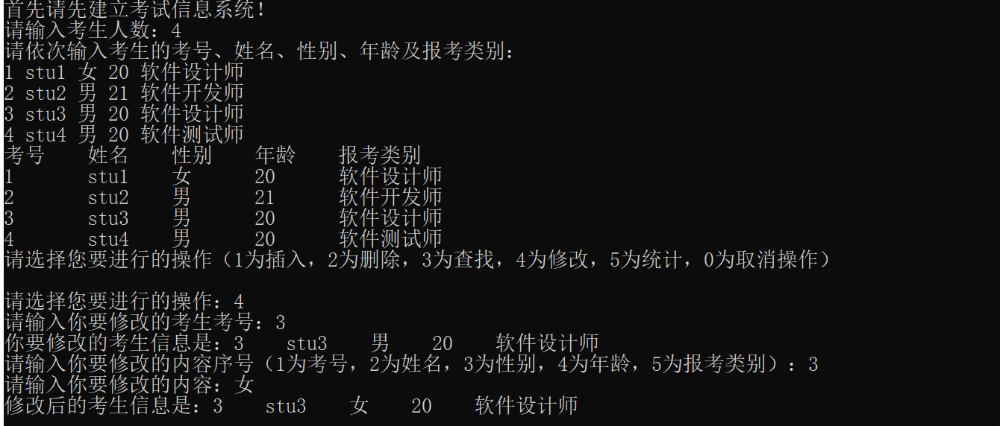 首先请先建立考试信息系统！
请输入考生人数：4
请依次输入考生的考号、姓名、性别、年龄及报考类别：
1 stu1 女 20 软件设计师
2 stu2 男 21 软件开发师
3 stu3 男 20 软件设计师
4 stu4 男 20 软件测试师
考号 姓名 性别 年龄 报考类别
1 stu1 女 20 软件设计师
2 stu2 男 21 软件开发师
3 stu3 男 20 软件设计师
4 stu4 男 20 软件测试师
请选择您要进行的操作（1为插入，2为删除，3为查找，4为修改，5为统计，0为取消操作）
请选择您要进行的操作：4
请输入你要修改的考生考号：3
你要修改的考生信息是：3 stu3 男 20 软件设计师
请输入你要修改的内容序号（1为考号，2为姓名，3为性别，4为年龄，5为报考类别）：3
请输入你要修改的内容：女
修改后的考生信息是：3 stu3 女 20 软件设计师